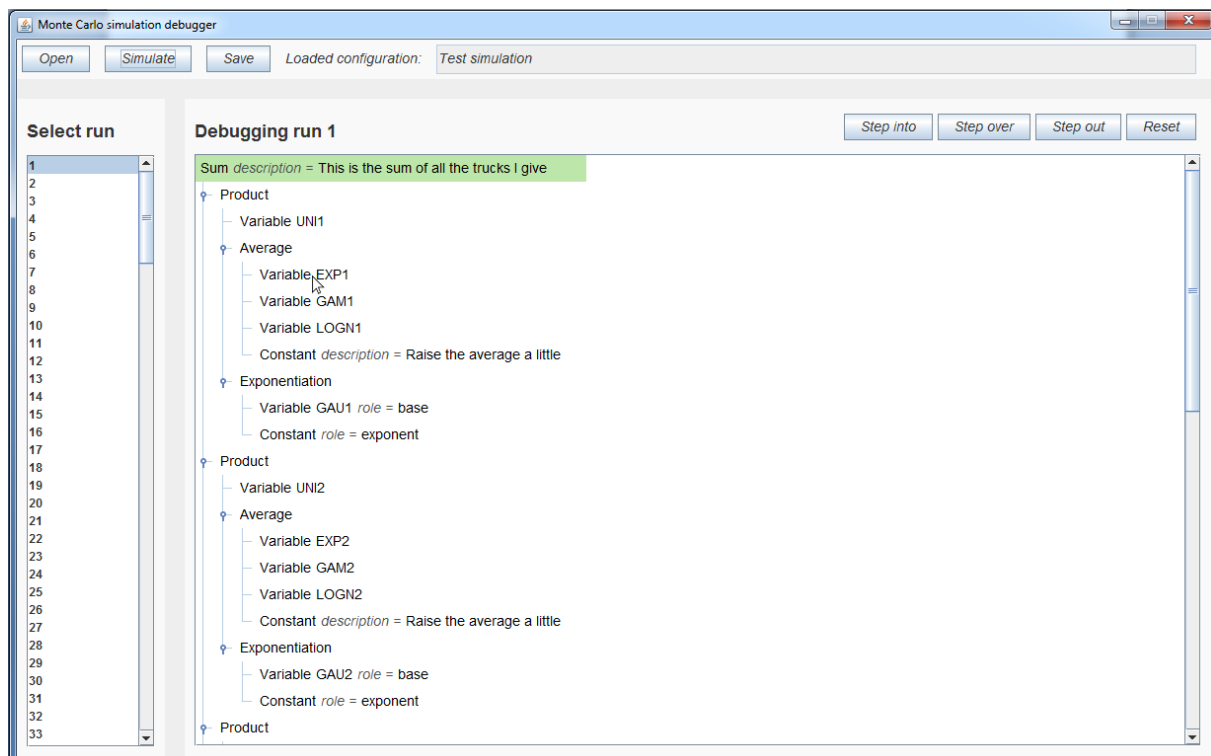 Monte Carlo simulation debugger
Open Simulate Save Loaded configuration: Test simulation
Select run
Debugging run 1
Step into Step over Step out Reset
1
2
3
4
5
6
7
8
9
10
11
12
13
14
15
16
17
18
19
20
21
22
23
24
25
26
27
28
29
30
31
32
33
Sum description = This is the sum of all the trucks I give
Product
Variable UNI1
Average
Variable EXP1
Variable GAM1
Variable LOGN1
Constant description = Raise the average a little
Exponentiation
Variable GAU1 role = base
Constant role = exponent
Product
Variable UNI2
Average
Variable EXP2
Variable GAM2
Variable LOGN2
Constant description = Raise the average a little
Exponentiation
Variable GAU2 role = base
Constant role = exponent
Product